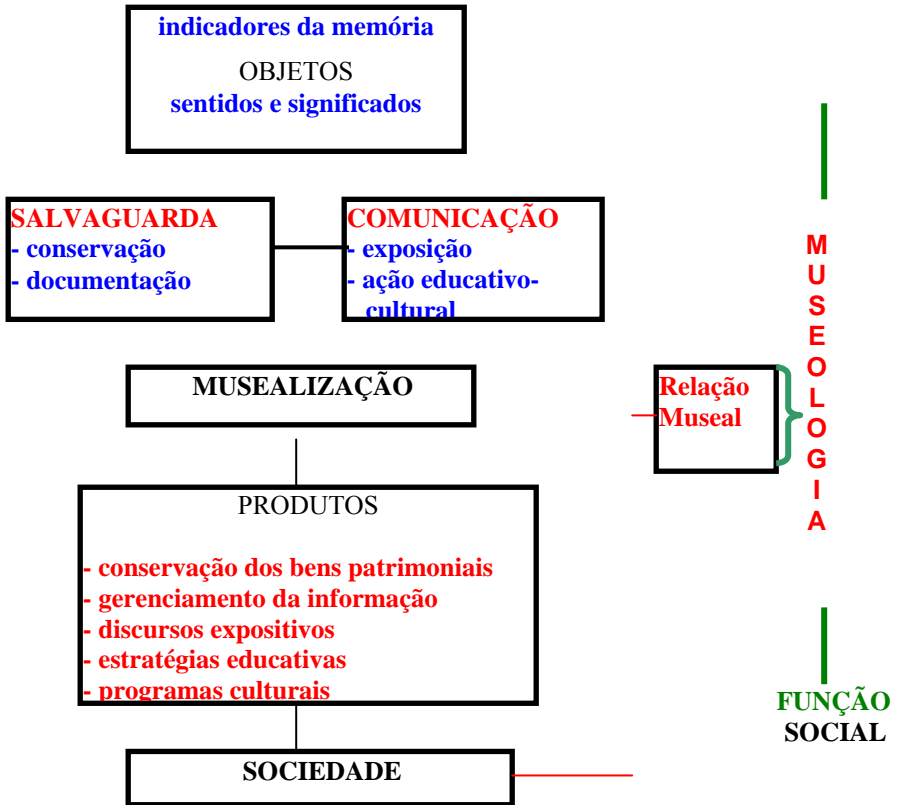 indicadores da memória
OBJETOS
sentidos e significados
SALVAGUARDA
- conservação
- documentação
COMUNICAÇÃO
- exposição
- ação educativo-
cultural
MUSEALIZAÇÃO
Relação
Museal
PRODUTOS
- conservação dos bens patrimoniais
- gerenciamento da informação
- discursos expositivos
- estratégias educativas
- programas culturais
SOCIEDADE
MUSEOLOGIA
FUNÇÃO
SOCIAL